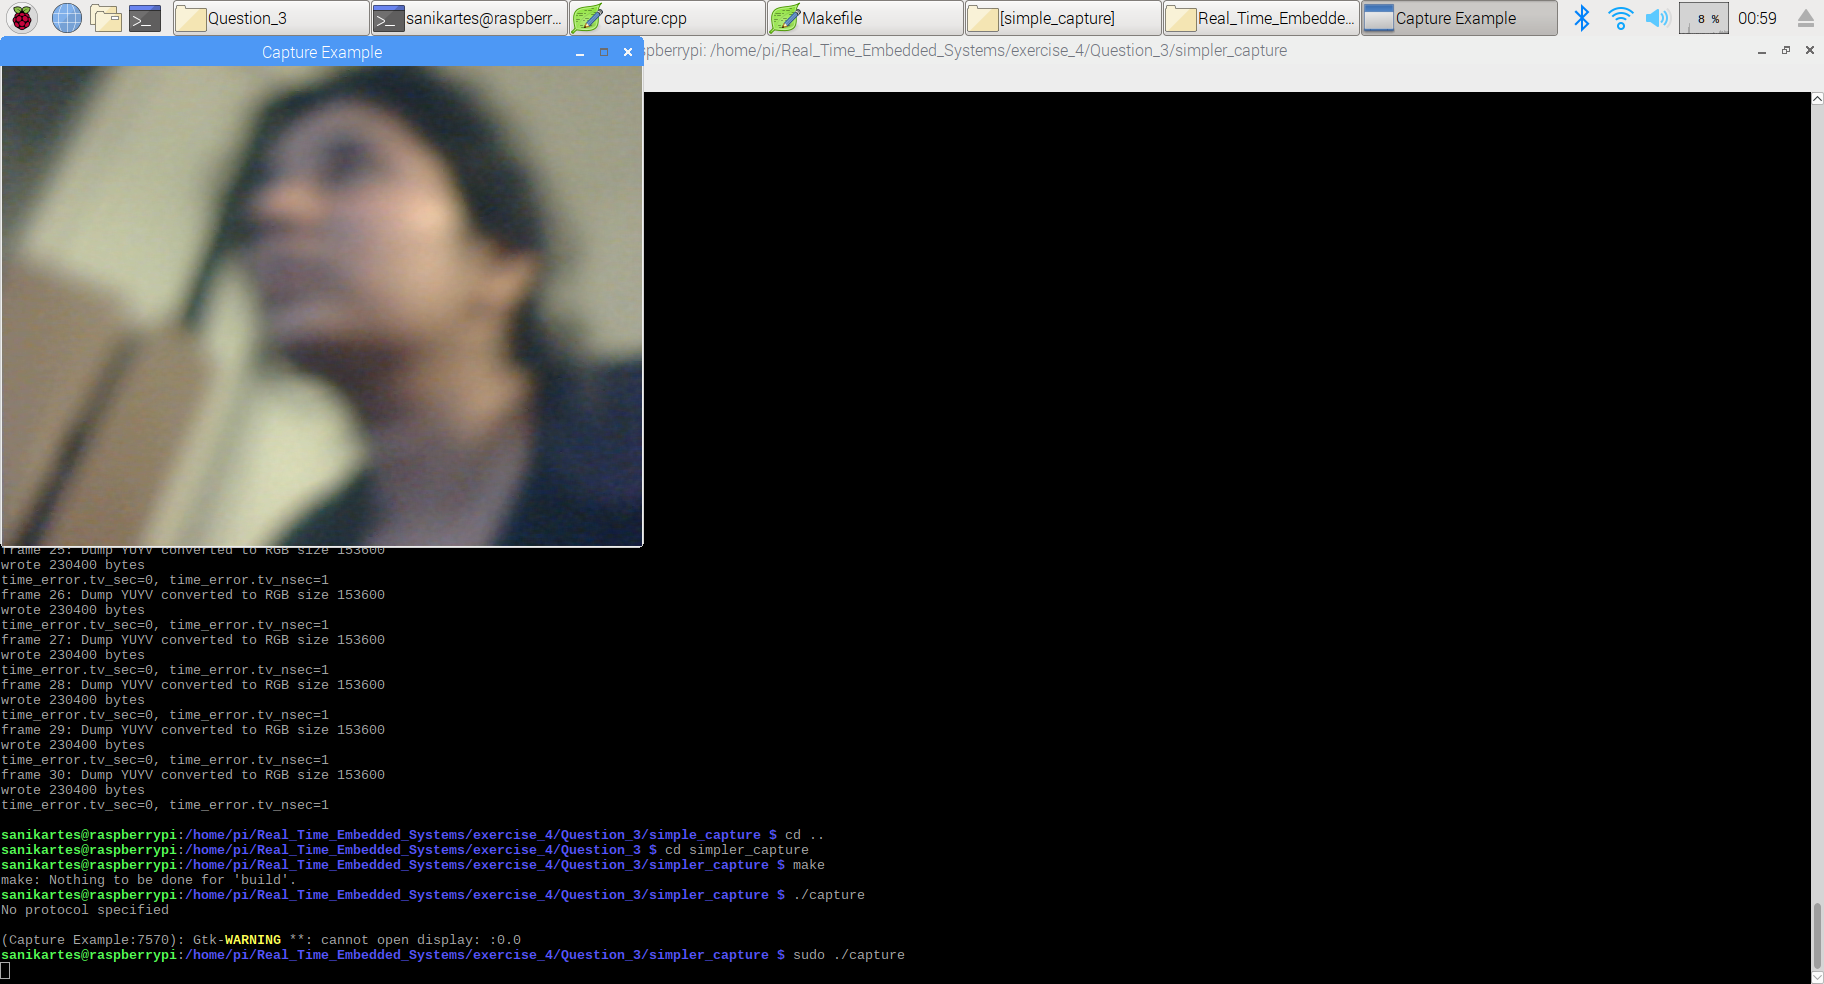 Question_3
sanikartes@raspberr...
capture.cpp
Makefile
[simple_capture]
Real_Time_Embedde...
Capture Example
8 %
00:59
Capture Example
spberrypi: /home/pi/Real_Time_Embedded_Systems/exercise_4/Question_3/simpler_capture
frame 25: Dump YUYV converted to RGB size 153600
wrote 230400 bytes
time_error.tv_sec=0, time_error.tv_nsec=1
frame 26: Dump YUYV converted to RGB size 153600
wrote 230400 bytes
time_error.tv_sec=0, time_error.tv_nsec=1
frame 27: Dump YUYV converted to RGB size 153600
wrote 230400 bytes
time_error.tv_sec=0, time_error.tv_nsec=1
frame 28: Dump YUYV converted to RGB size 153600
wrote 230400 bytes
time_error.tv_sec=0, time_error.tv_nsec=1
frame 29: Dump YUYV converted to RGB size 153600
wrote 230400 bytes
time_error.tv_sec=0, time_error.tv_nsec=1
frame 30: Dump YUYV converted to RGB size 153600
wrote 230400 bytes
time_error.tv_sec=0, time_error.tv_nsec=1
sanikartes@raspberrypi:/home/pi/Real_Time_Embedded_Systems/exercise_4/Question_3/simple_capture $ cd ..
sanikartes@raspberrypi:/home/pi/Real_Time_Embedded_Systems/exercise_4/Question_3 $ cd simpler_capture
sanikartes@raspberrypi:/home/pi/Real_Time_Embedded_Systems/exercise_4/Question_3/simpler_capture $ make
make: Nothing to be done for 'build'.
sanikartes@raspberrypi:/home/pi/Real_Time_Embedded_Systems/exercise_4/Question_3/simpler_capture $ ./capture
No protocol specified
(Capture Example:7570): Gtk-WARNING **: cannot open display: :0.0
sanikartes@raspberrypi:/home/pi/Real_Time_Embedded_Systems/exercise_4/Question_3/simpler_capture $ sudo ./capture